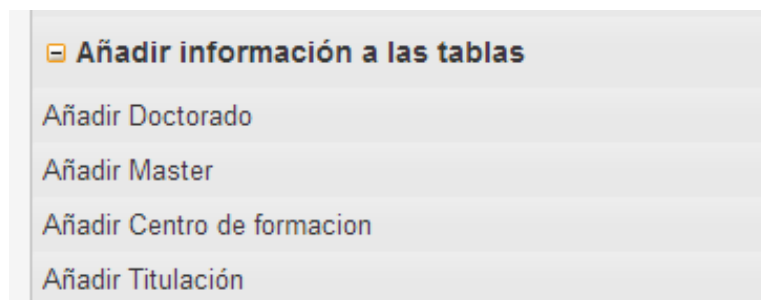 Añadir información a las tablas
Añadir Doctorado
Añadir Master
Añadir Centro de formacion
Añadir Titulación